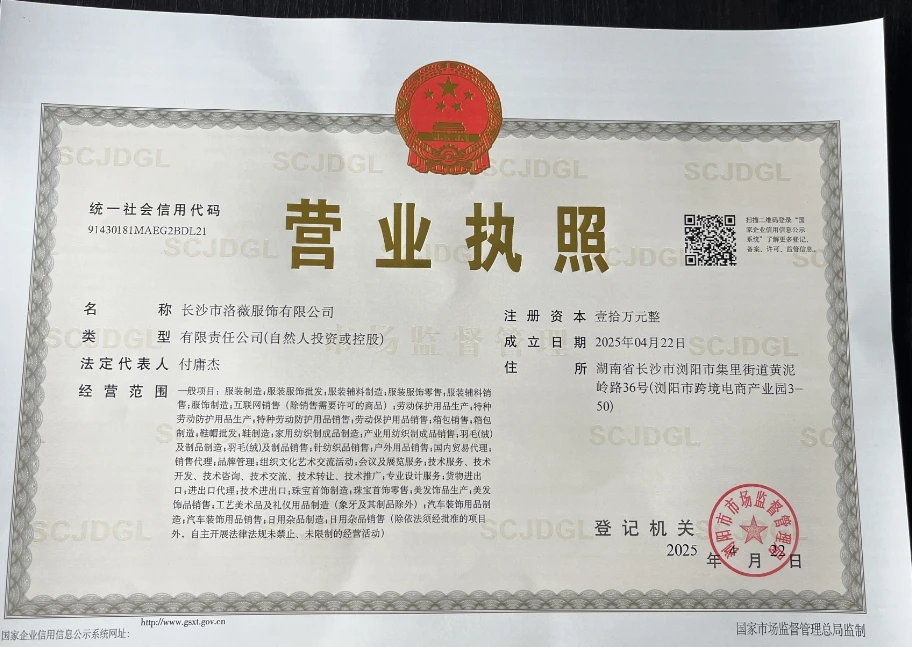 统一社会信用代码
91430181MAEG2BDL21
营业执照
扫描二维码登录“国
家企业信用信息公示
系统”了解更多登记、
备案、许可、监管信息。
名 称 长沙市洛薇服饰有限公司
类 型 有限责任公司(自然人投资或控股)
法定代表人 付唐杰
经营范围 一般项目：服装制造;服装服饰批发;服装辅料制造;服装服饰零售;服装辅料销
售;服饰制造;互联网销售（除销售需要许可的商品）;劳动保护用品生产;特种
劳动防护用品生产;特种劳动防护用品销售;劳动保护用品销售;箱包销售;箱包
制造;鞋帽批发;鞋制造;家用纺织制成品制造;产业用纺织制成品销售;羽毛(绒)
及制品制造;羽毛(绒)及制品销售;针纺织品销售;户外用品销售;国内贸易代理;
销售代理;品牌管理;组织文化艺术交流活动;会议及展览服务;技术服务、技术
开发、技术咨询、技术交流、技术转让、技术推广;专业设计服务;货物进出
口;进出口代理;技术进出口;珠宝首饰制造;珠宝首饰零售;美发饰品生产;美发
饰品销售;工艺美术品及礼仪用品制造（象牙及其制品除外）;汽车装饰用品制
造;汽车装饰用品销售;日用杂品制造;日用杂品销售（除依法须经批准的项目
外，自主开展法律法规未禁止、未限制的经营活动）
注册资本 壹拾万元整
成立日期 2025年04月22日
住 所 湖南省长沙市浏阳市集里街道黄泥
岭路36号(浏阳市跨境电商产业园3-
50)
登记机关
浏阳市市场监督管理局
2025 年 4 月 22 日
国家企业信用信息公示系统网址：
http://www.gsxt.gov.cn
国家市场监督管理总局监制
SCJDGL
市场监督管理